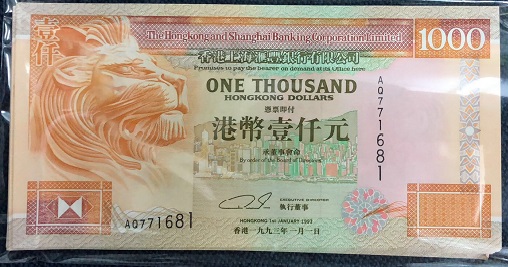 壹仟
The Hongkong and Shanghai Banking Corporation Limited
1000
香港上海滙豐銀行有限公司
Promises to pay the bearer on demand at its Office here
ONE THOUSAND
HONGKONG DOLLARS
憑票即付
港幣壹仟元
承董事會命
By order of the Board of Directors
AQ771681
EXECUTIVE DIRECTOR
執行董事
AQ771681
HONGKONG 1ST JANUARY 1993
香港一九九三年一月一日